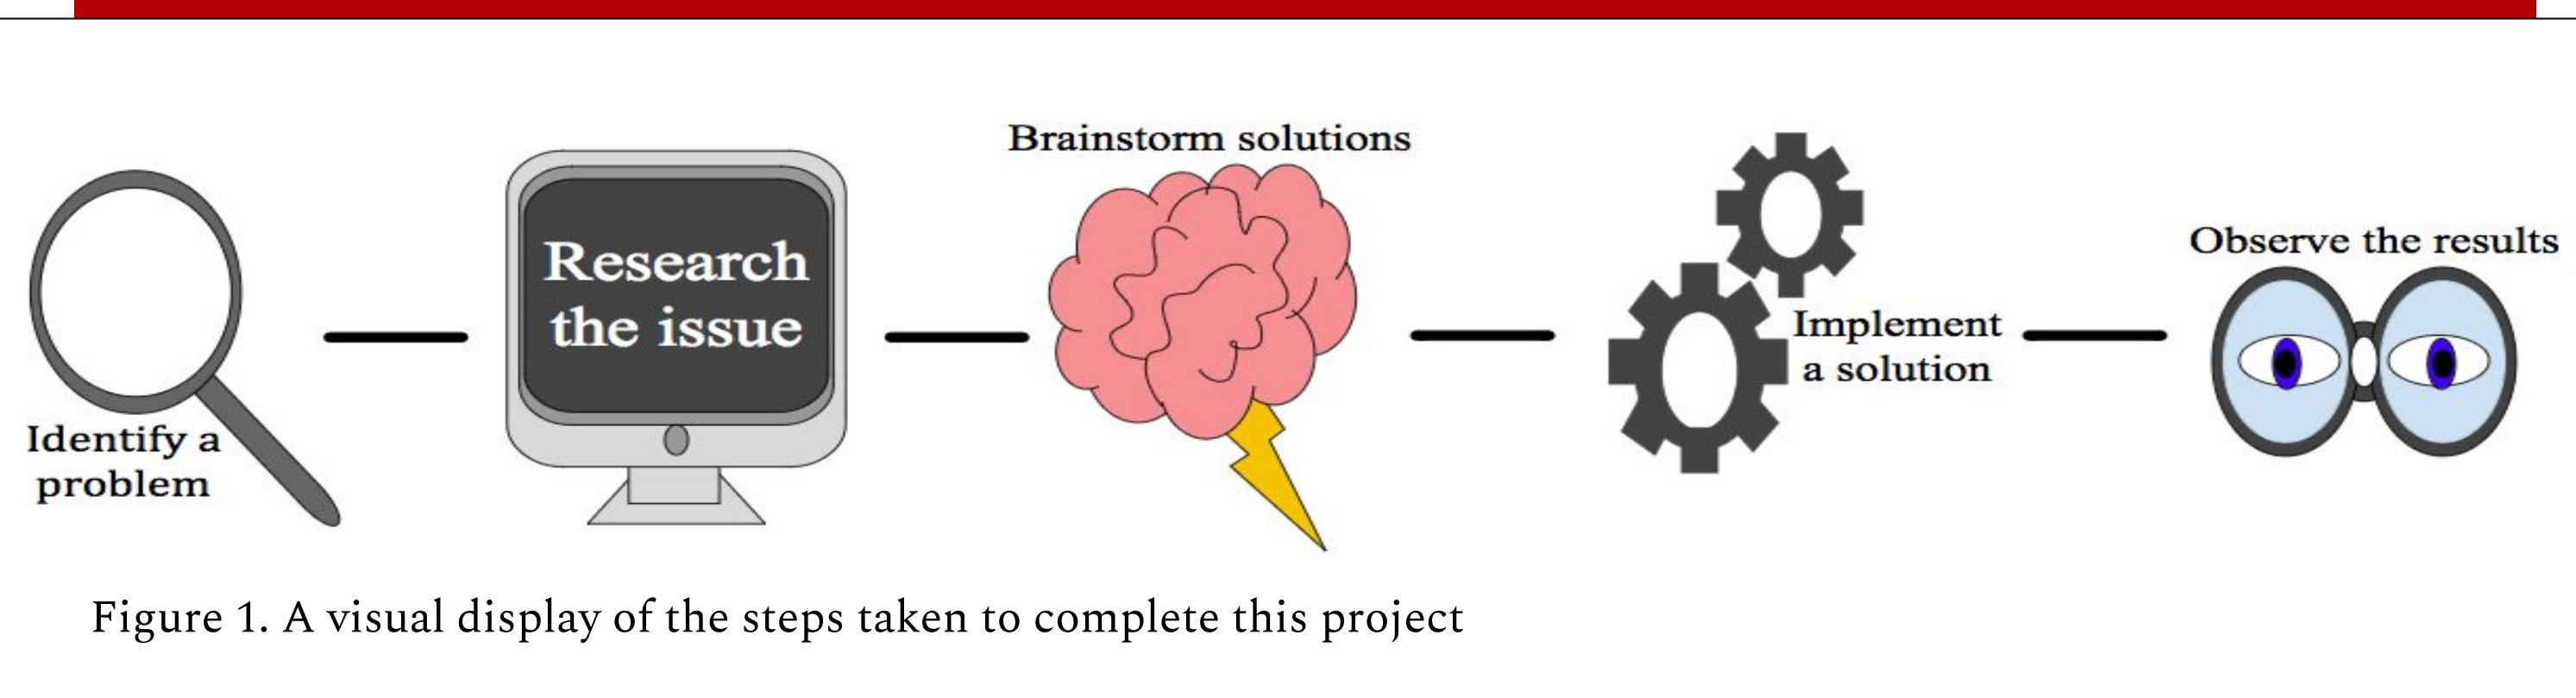 Identify a
problem
Research
the issue
Brainstorm solutions
Implement
a solution
Observe the results
Figure 1. A visual display of the steps taken to complete this project